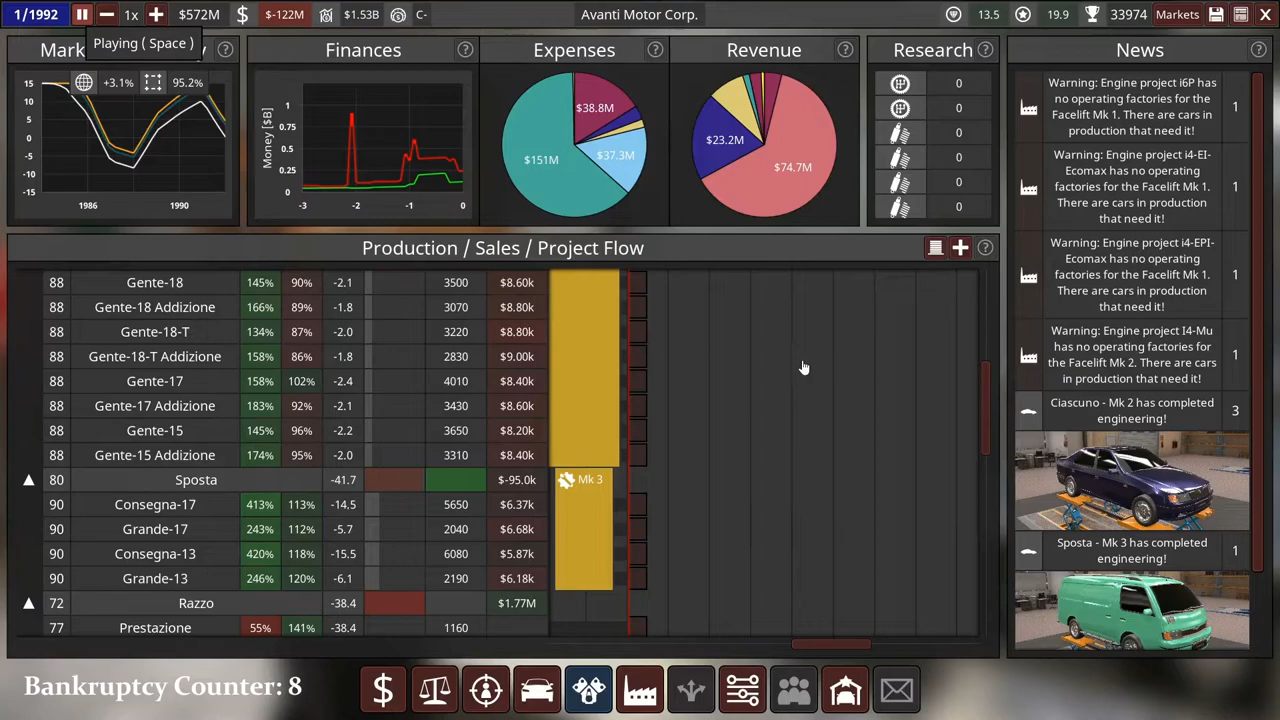 1/1992
1x
$572M
$
$-122M
$1.53B
C-
Avanti Motor Corp.
13.5
19.9
33974
Markets
Playing ( Space )
Mark
y
?
+3.1%
95.2%
15
10
5
0
-5
-10
-15
1986
1990
Finances
?
Money [$B]
1
0.75
0.5
0.25
0
-3
-2
-1
0
Expenses
?
$38.8M
$37.3M
$151M
Revenue
?
$23.2M
$74.7M
Research
?
0
0
0
0
0
0
News
?
Warning: Engine project i6P has
no operating factories for the
Facelift Mk 1. There are cars in
production that need it!
1
Warning: Engine project i4-EI-
Ecomax has no operating
factories for the Facelift Mk 1.
There are cars in production
that need it!
1
Warning: Engine project i4-EPI-
Ecomax has no operating
factories for the Facelift Mk 1.
There are cars in production
that need it!
1
Warning: Engine project I4-Mu
has no operating factories for
the Facelift Mk 2. There are cars
in production that need it!
1
Ciascuno - Mk 2 has completed
engineering!
3
Sposta - Mk 3 has completed
engineering!
1
Production / Sales / Project Flow
?
88 Gente-18 145% 90% -2.1 3500 $8.60k
88 Gente-18 Addizione 166% 89% -1.8 3070 $8.80k
88 Gente-18-T 134% 87% -2.0 3220 $8.80k
88 Gente-18-T Addizione 158% 86% -1.8 2830 $9.00k
88 Gente-17 158% 102% -2.4 4010 $8.40k
88 Gente-17 Addizione 183% 92% -2.1 3430 $8.60k
88 Gente-15 145% 96% -2.2 3650 $8.20k
88 Gente-15 Addizione 174% 95% -2.0 3310 $8.40k
80 Sposta -41.7 $-95.0k Mk 3
90 Consegna-17 413% 113% -14.5 5650 $6.37k
90 Grande-17 243% 112% -5.7 2040 $6.68k
90 Consegna-13 420% 118% -15.5 6080 $5.87k
90 Grande-13 246% 120% -6.1 2190 $6.18k
72 Razzo -38.4 $1.77M
77 Prestazione 55% 141% -38.4 1160
Bankruptcy Counter: 8
$